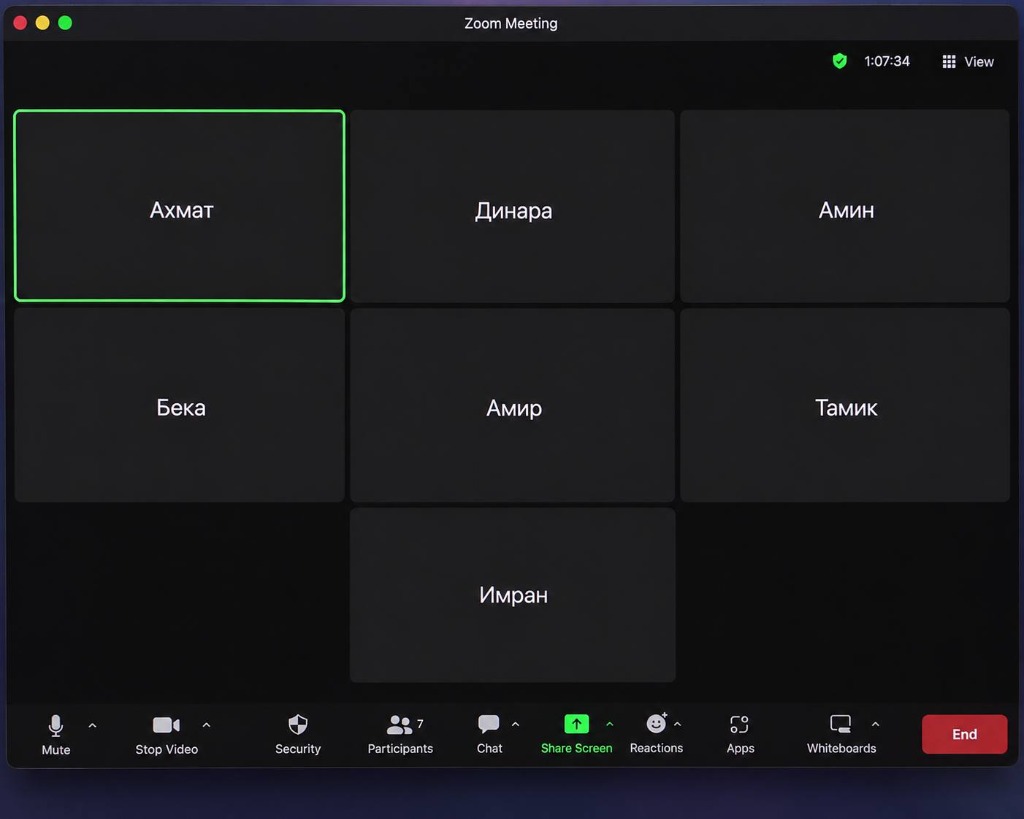 Zoom Meeting
1:07:34 View
Ахмат Динара Амин
Бека Амир Тамик
Имран
7
Mute Stop Video Security Participants Chat Share Screen Reactions Apps Whiteboards End